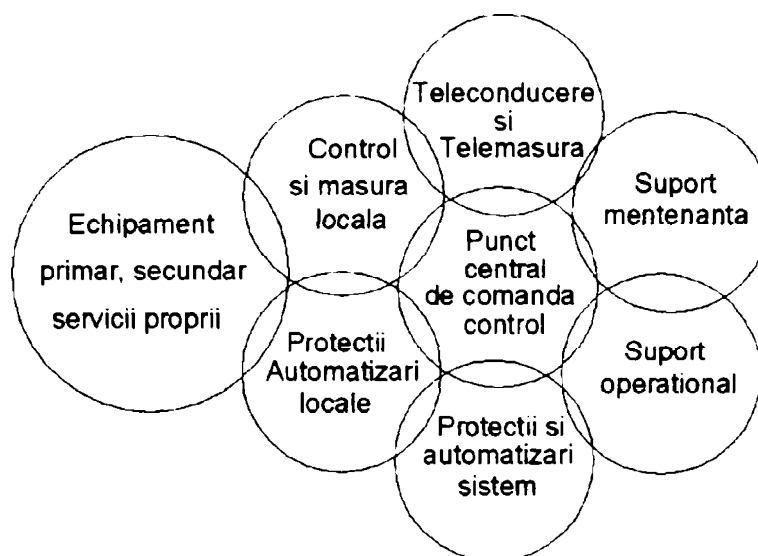 Echipament
primar, secundar
servicii proprii
Control
si masura
locala
Protectii
Automatizari
locale
Teleconducere
si
Telemasura
Punct
central
de comanda
control
Protectii si
automatizari
sistem
Suport
mentenanta
Suport
operational